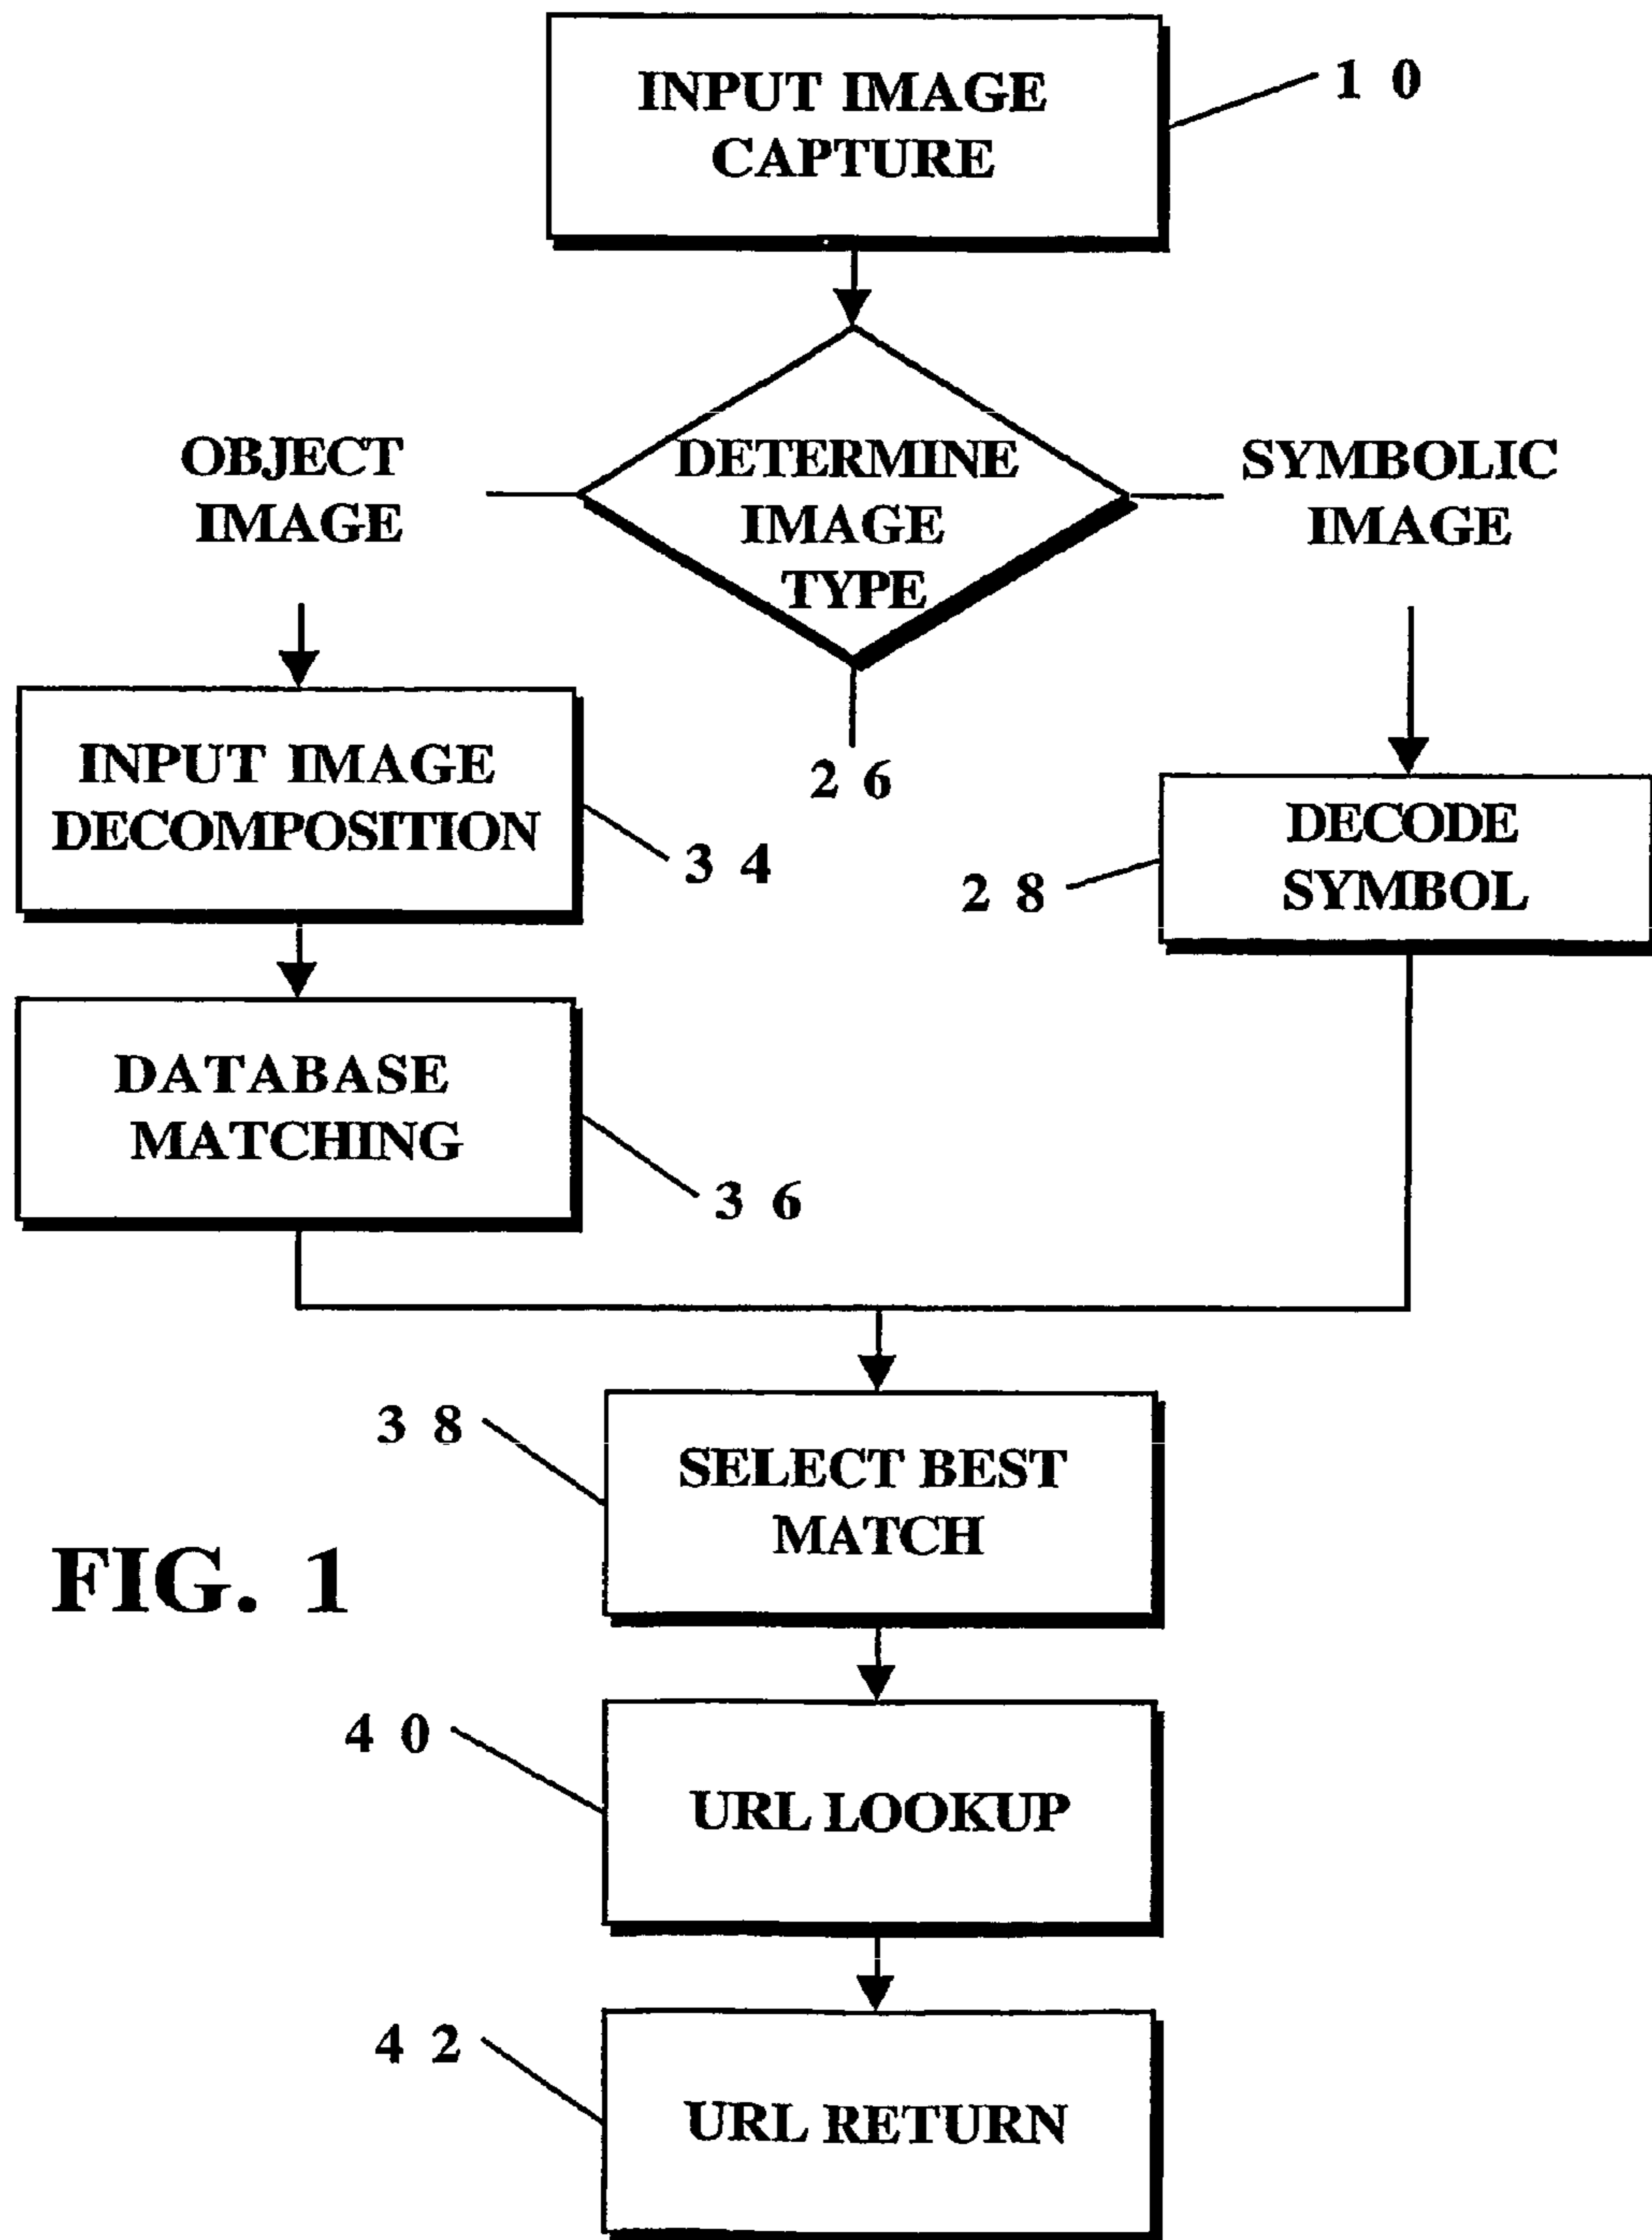 INPUT IMAGE
CAPTURE
1 0
OBJECT
IMAGE
DETERMINE
IMAGE
TYPE
SYMBOLIC
IMAGE
2 6
INPUT IMAGE
DECOMPOSITION
3 4
DECODE
SYMBOL
2 8
DATABASE
MATCHING
3 6
3 8
SELECT BEST
MATCH
FIG. 1
4 0
URL LOOKUP
4 2
URL RETURN